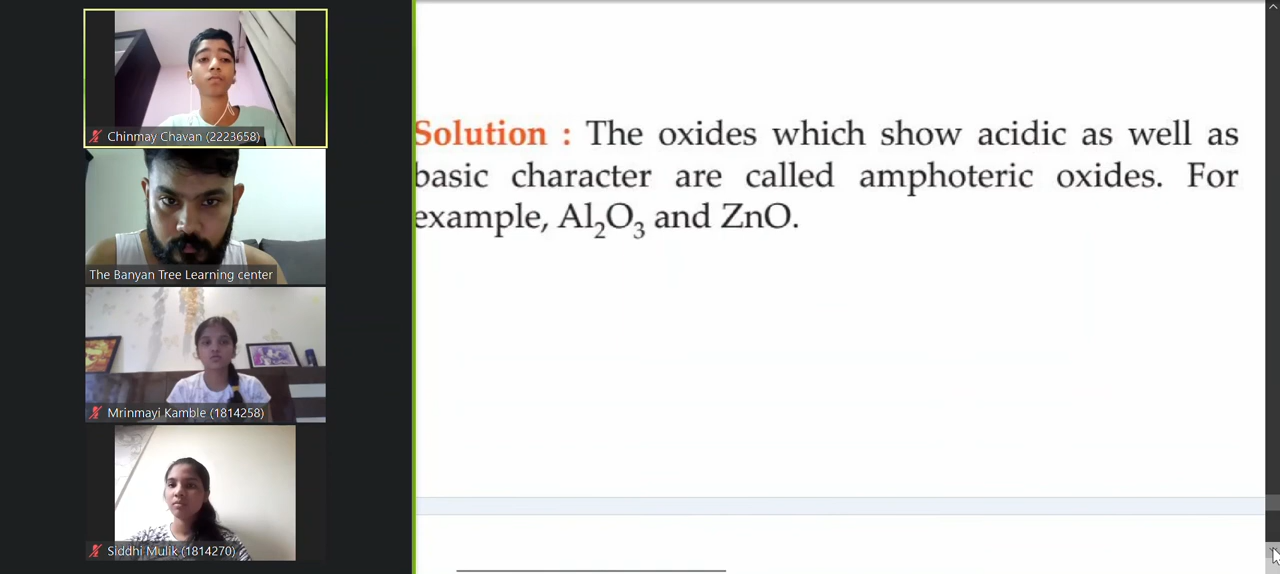 Chinmay Chavan (2223658)
The Banyan Tree Learning center
Mrinmayi Kamble (1814258)
Siddhi Mulik (1814270)
Solution : The oxides which show acidic as well as
basic character are called amphoteric oxides. For
example, Al₂O₃ and ZnO.